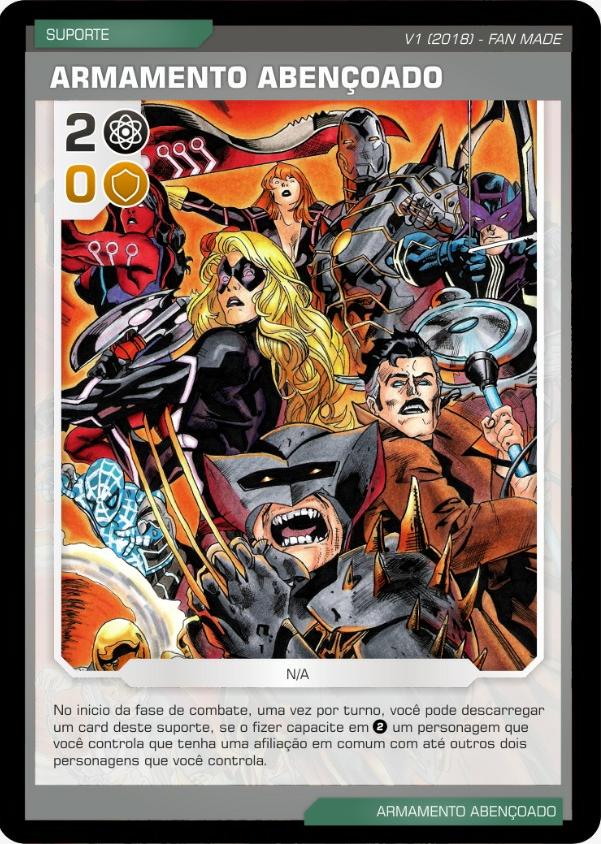 SUPORTE
V1 (2018) - FAN MADE
ARMAMENTO ABENÇOADO
2
0
N/A
No início da fase de combate, uma vez por turno, você pode descarregar
um card deste suporte, se o fizer capacite em 2 um personagem que
você controla que tenha uma afiliação em comum com até outros dois
personagens que você controla.
ARMAMENTO ABENÇOADO